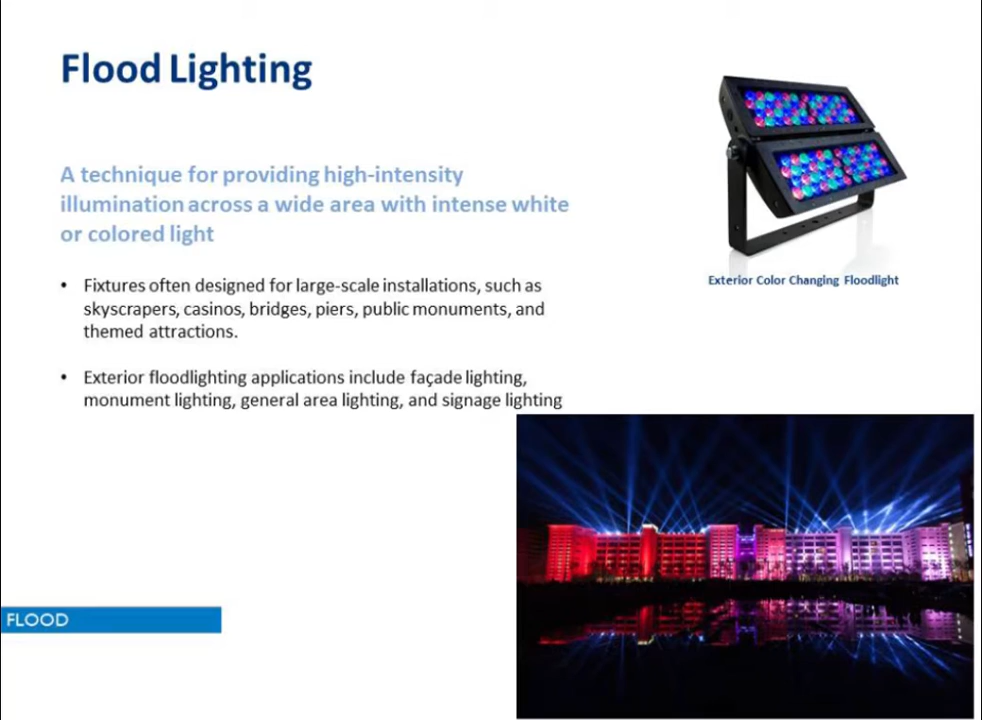 Flood Lighting
A technique for providing high-intensity
illumination across a wide area with intense white
or colored light
• Fixtures often designed for large-scale installations, such as
skyscrapers, casinos, bridges, piers, public monuments, and
themed attractions.
• Exterior floodlighting applications include façade lighting,
monument lighting, general area lighting, and signage lighting
Exterior Color Changing Floodlight
FLOOD